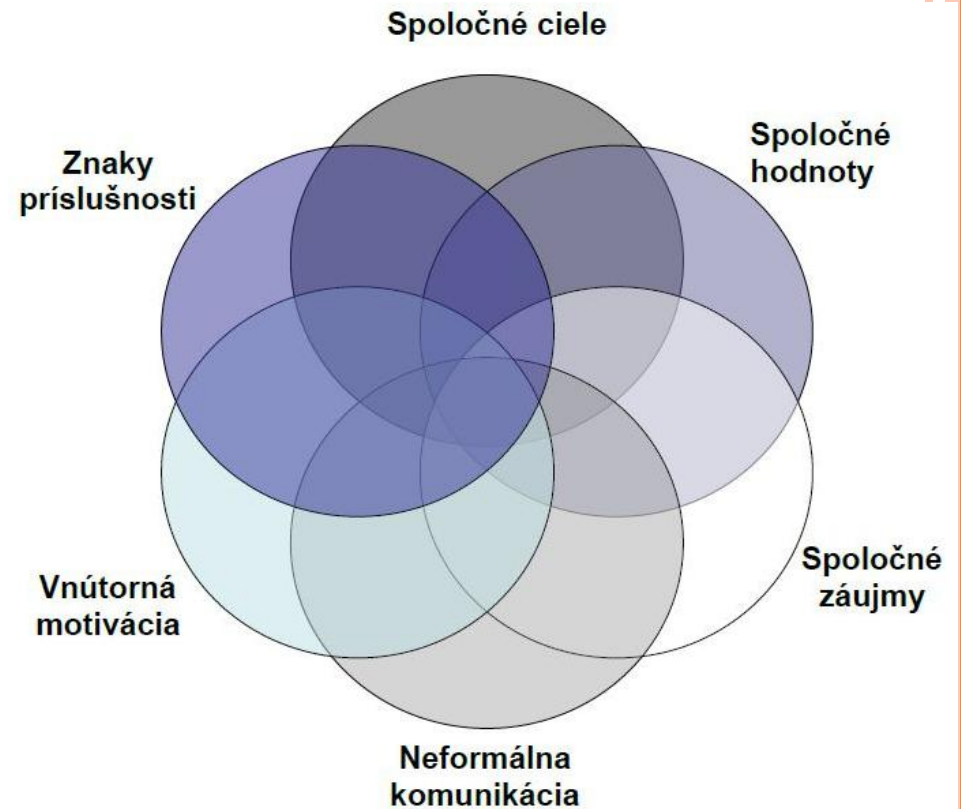 Spoločné ciele
Spoločné
hodnoty
Znaky
príslušnosti
Spoločné
záujmy
Vnútorná
motivácia
Neformálna
komunikácia